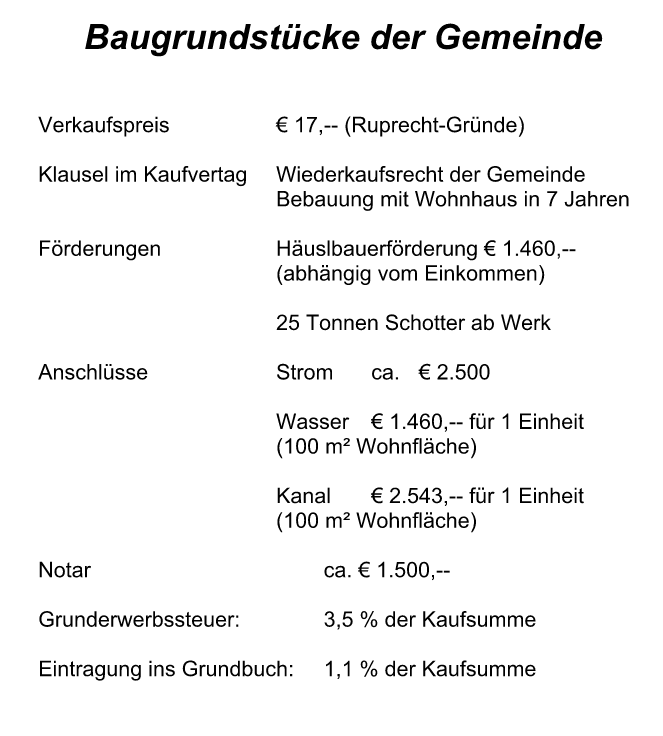 Baugrundstücke der Gemeinde
Verkaufspreis € 17,-- (Ruprecht-Gründe)
Klausel im Kaufvertag Wiederkaufsrecht der Gemeinde
Bebauung mit Wohnhaus in 7 Jahren
Förderungen Häuslbauerförderung € 1.460,--
(abhängig vom Einkommen)
25 Tonnen Schotter ab Werk
Anschlüsse Strom ca. € 2.500
Wasser € 1.460,-- für 1 Einheit
(100 m² Wohnfläche)
Kanal € 2.543,-- für 1 Einheit
(100 m² Wohnfläche)
Notar ca. € 1.500,--
Grunderwerbssteuer: 3,5 % der Kaufsumme
Eintragung ins Grundbuch: 1,1 % der Kaufsumme